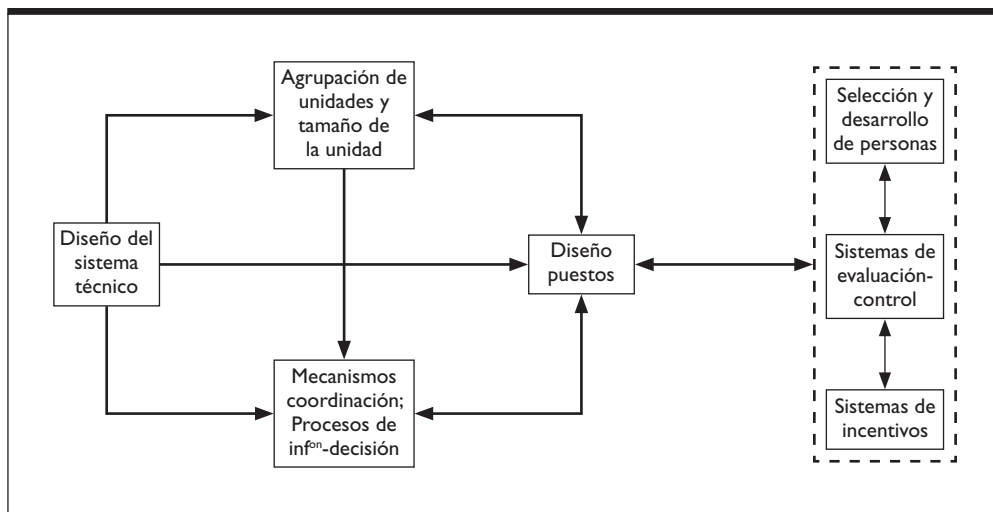 Agrupación de
unidades y
tamaño de
la unidad
Selección y
desarrollo
de personas
Diseño del
sistema
técnico
Diseño
puestos
Sistemas de
evaluación-
control
Mecanismos
coordinación;
Procesos de
infᵒⁿ-decisión
Sistemas de
incentivos